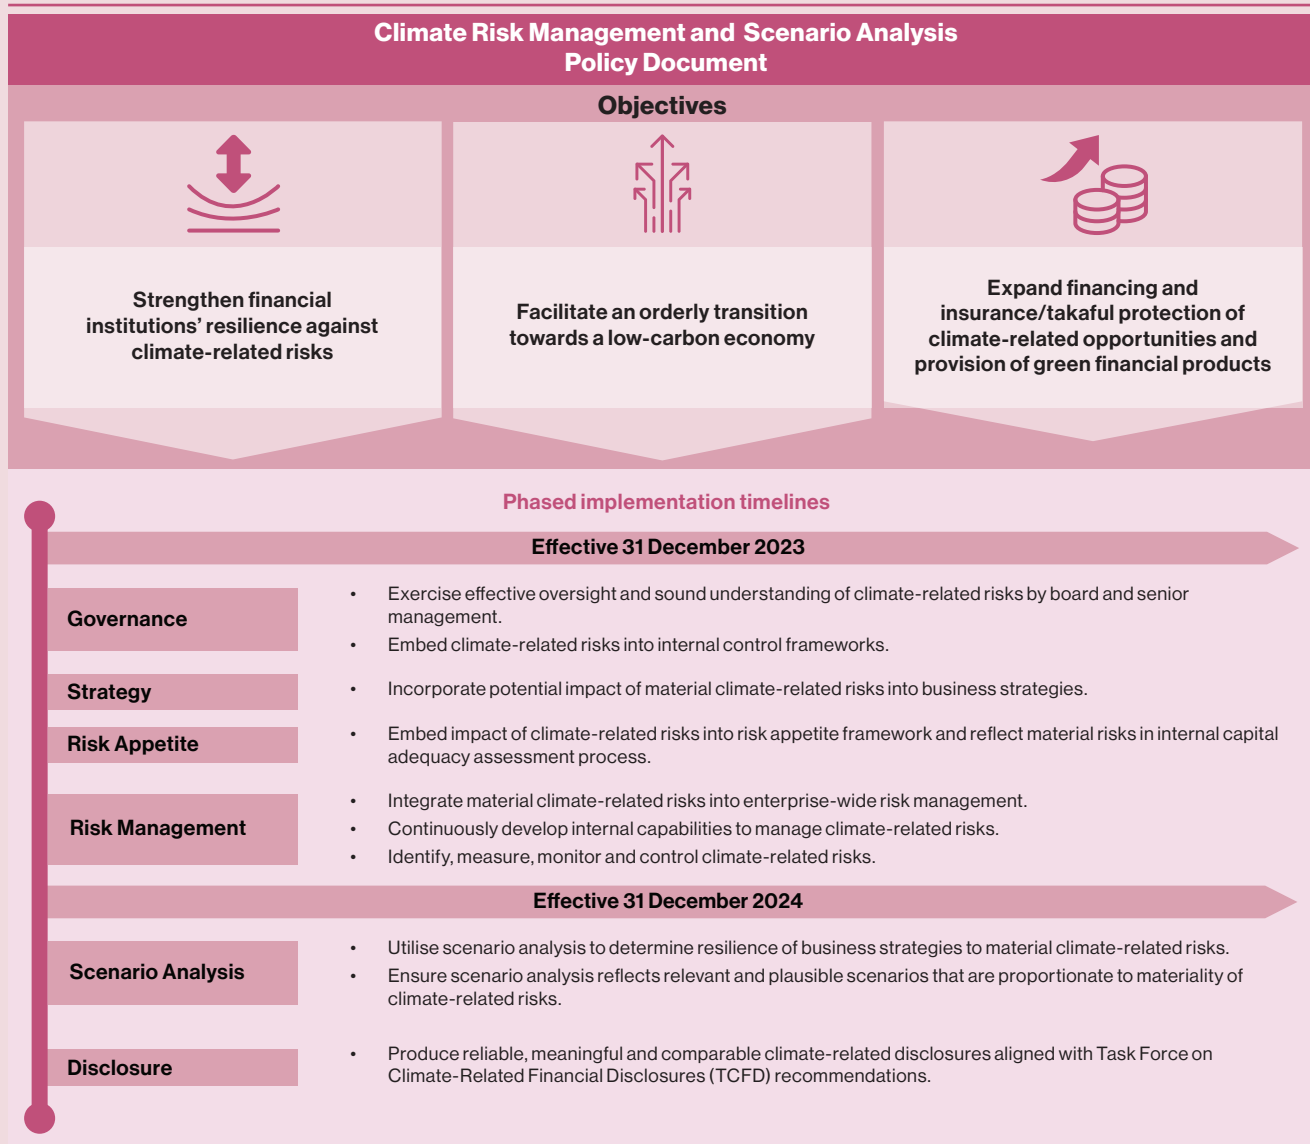 Climate Risk Management and Scenario Analysis
Policy Document
Objectives
Strengthen financial
institutions' resilience against
climate-related risks
Facilitate an orderly transition
towards a low-carbon economy
Expand financing and
insurance/takaful protection of
climate-related opportunities and
provision of green financial products
Phased implementation timelines
Effective 31 December 2023
Governance
• Exercise effective oversight and sound understanding of climate-related risks by board and senior
management.
• Embed climate-related risks into internal control frameworks.
Strategy
• Incorporate potential impact of material climate-related risks into business strategies.
Risk Appetite
• Embed impact of climate-related risks into risk appetite framework and reflect material risks in internal capital
adequacy assessment process.
Risk Management
• Integrate material climate-related risks into enterprise-wide risk management.
• Continuously develop internal capabilities to manage climate-related risks.
• Identify, measure, monitor and control climate-related risks.
Effective 31 December 2024
Scenario Analysis
• Utilise scenario analysis to determine resilience of business strategies to material climate-related risks.
• Ensure scenario analysis reflects relevant and plausible scenarios that are proportionate to materiality of
climate-related risks.
Disclosure
• Produce reliable, meaningful and comparable climate-related disclosures aligned with Task Force on
Climate-Related Financial Disclosures (TCFD) recommendations.